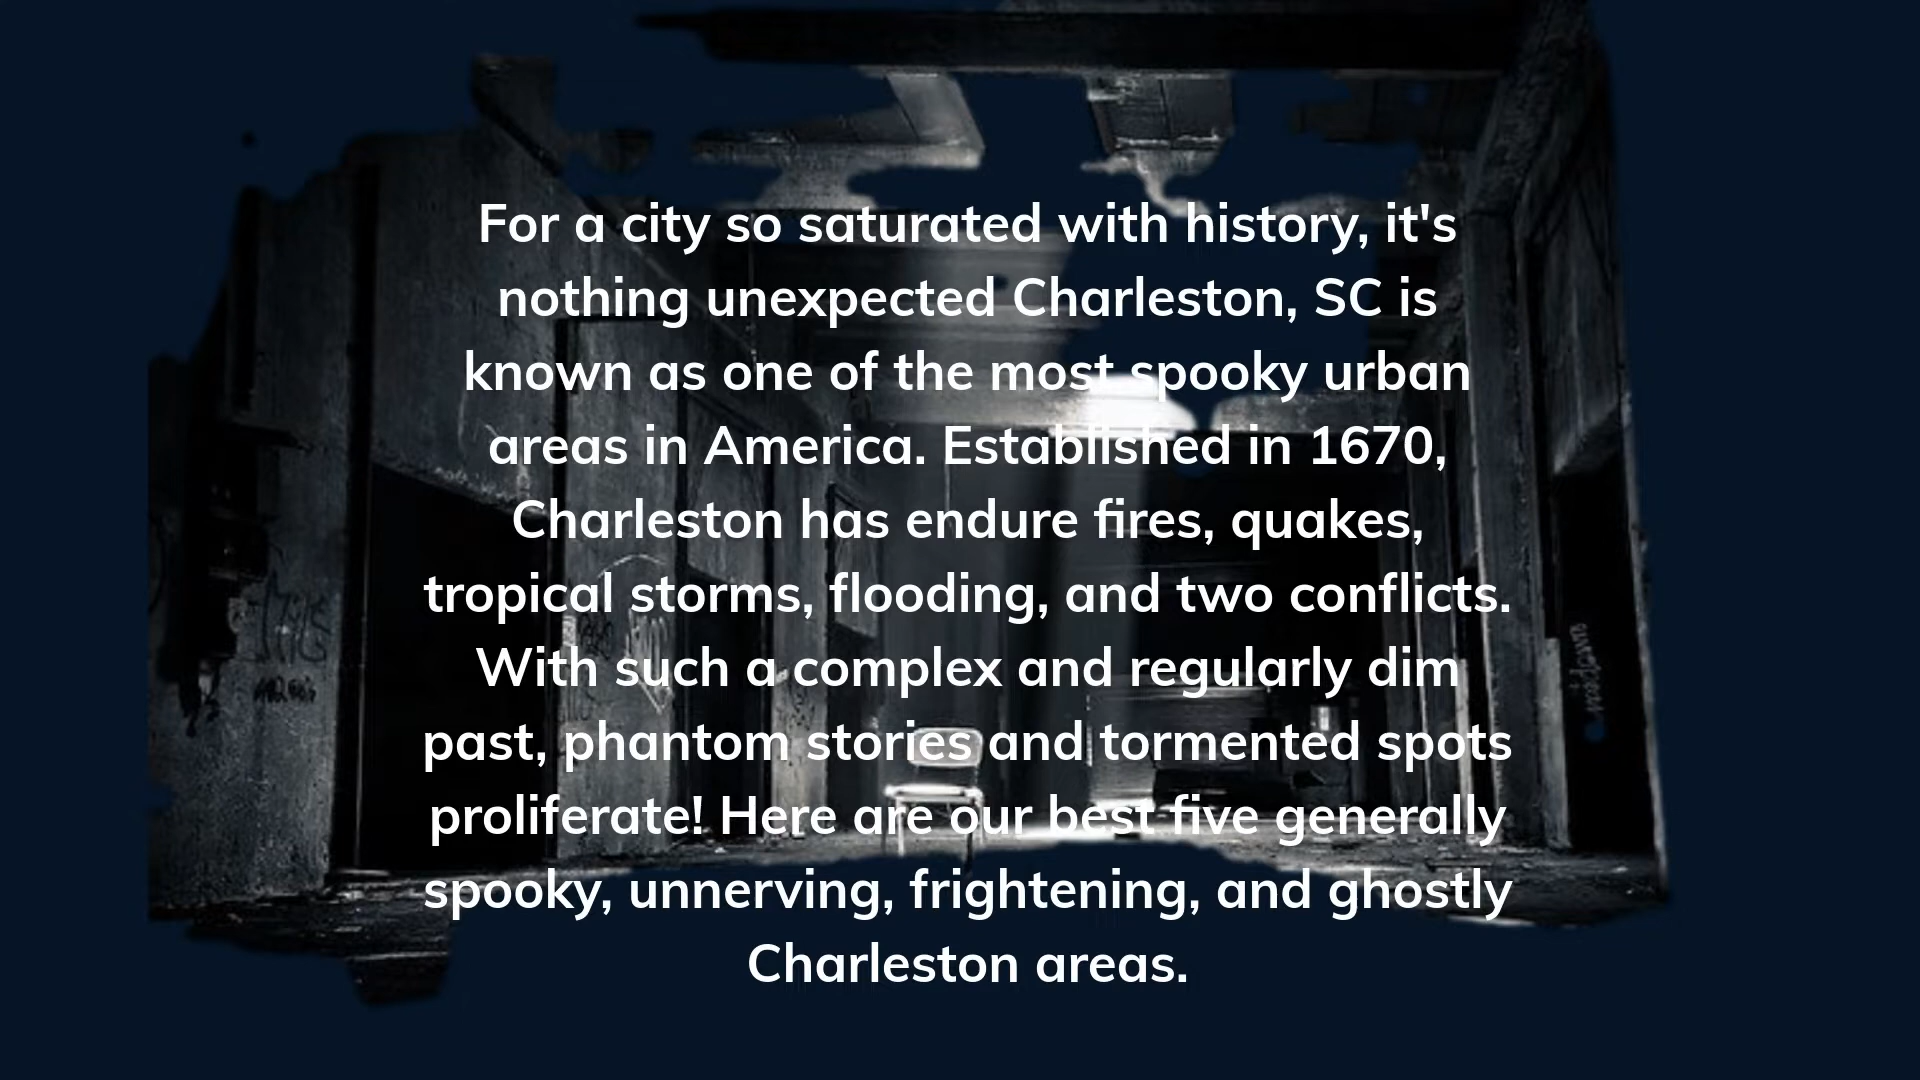 For a city so saturated with history, it's
nothing unexpected Charleston, SC is
known as one of the most spooky urban
areas in America. Established in 1670,
Charleston has endure fires, quakes,
tropical storms, flooding, and two conflicts.
With such a complex and regularly dim
past, phantom stories and tormented spots
proliferate! Here are our best five generally
spooky, unnerving, frightening, and ghostly
Charleston areas.